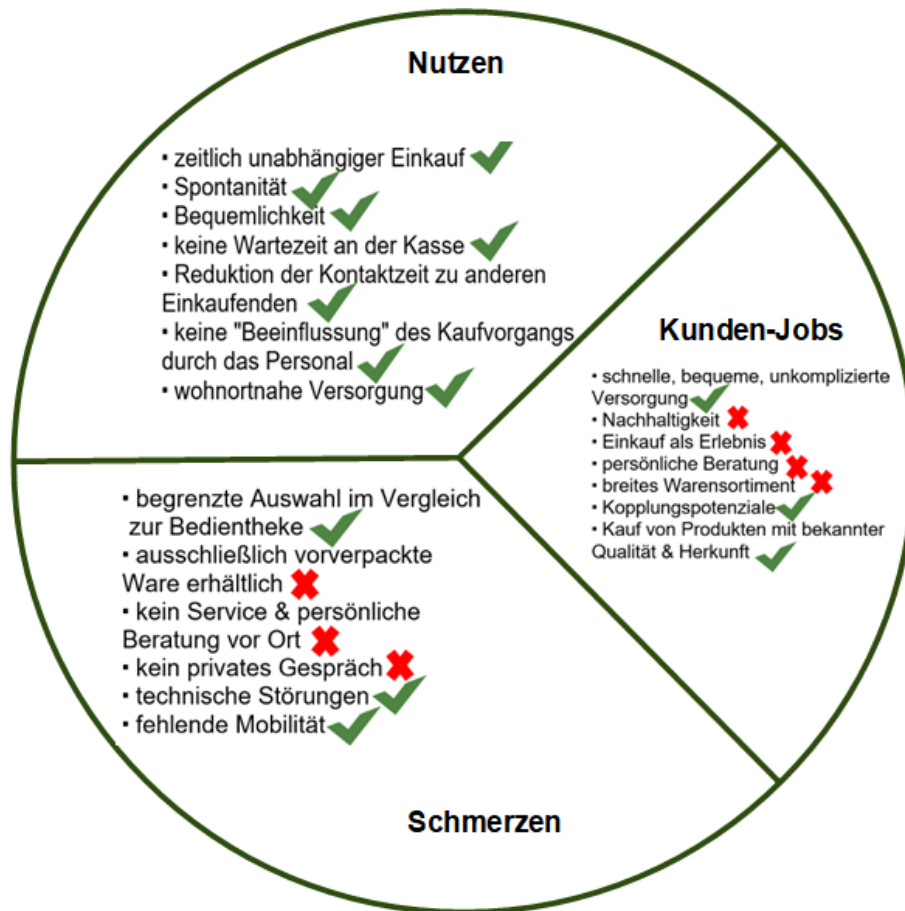 Nutzen
▪ zeitlich unabhängiger Einkauf
▪ Spontanität
▪ Bequemlichkeit
▪ keine Wartezeit an der Kasse
▪ Reduktion der Kontaktzeit zu anderen
Einkaufenden
▪ keine "Beeinflussung" des Kaufvorgangs
durch das Personal
▪ wohnortnahe Versorgung
Kunden-Jobs
▪ schnelle, bequeme, unkomplizierte
Versorgung
▪ Nachhaltigkeit
▪ Einkauf als Erlebnis
▪ persönliche Beratung
▪ breites Warensortiment
▪ Kopplungspotenziale
▪ Kauf von Produkten mit bekannter
Qualität & Herkunft
▪ begrenzte Auswahl im Vergleich
zur Bedientheke
▪ ausschließlich vorverpackte
Ware erhältlich
▪ kein Service & persönliche
Beratung vor Ort
▪ kein privates Gespräch
▪ technische Störungen
▪ fehlende Mobilität
Schmerzen